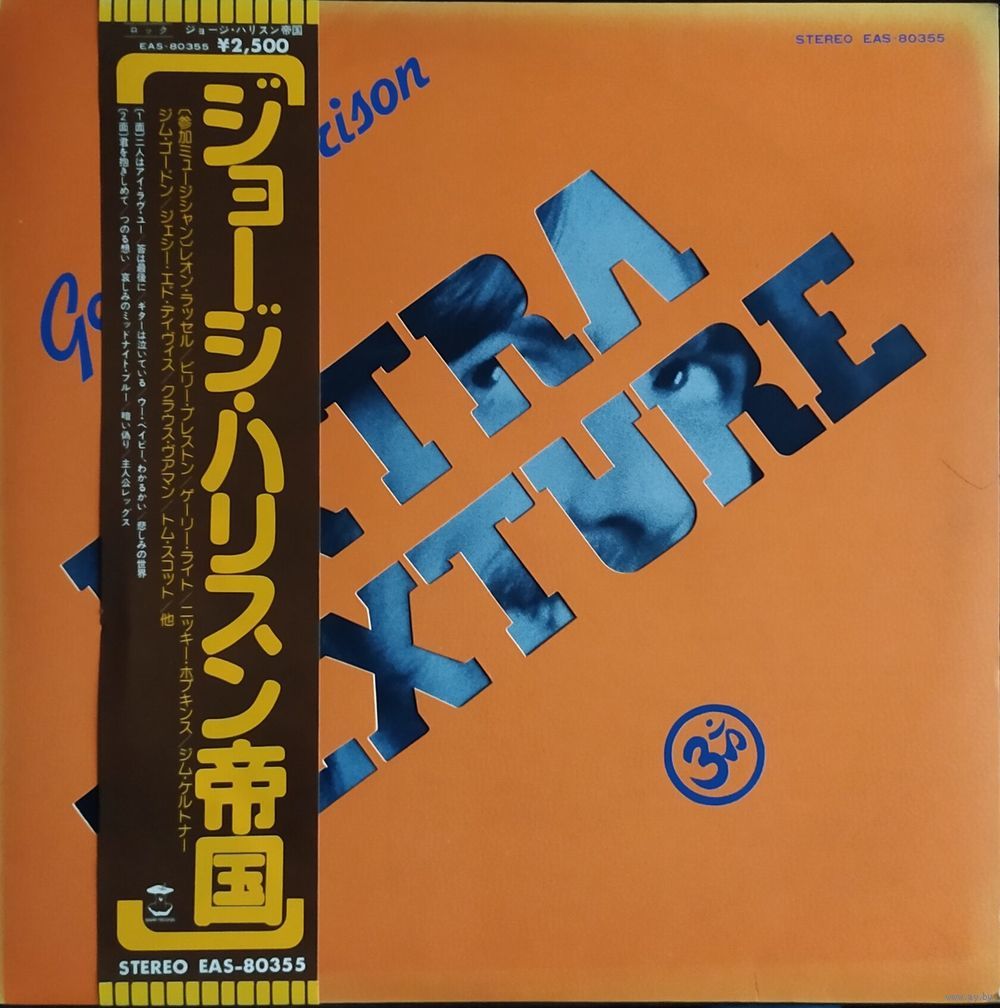 ロック ジョージ・ハリスン帝国
EAS-80355 ¥2,500
STEREO EAS-80355
ジョージ・ハリスン帝国
〔参加ミュージシャン〕レオン・ラッセル/ビリー・プレストン/ゲーリー・ライト/ニッキー・ホプキンス/ジム・ケルトナー
ジム・ゴードン/ジェシー・エド・デイヴィス/クラウス・ヴアマン/トム・スコット/他
〔1面〕二人はアイ・ラヴ・ユー/答は最後に/ギターは泣いている/ウー・ベイビー、わかるかい/悲しみの世界
〔2面〕君を抱きしめて/つのる想い/哀しみのミッドナイト・ブルー/暗い偽り/主人公レッグス
Ge
rison
TRA
EXTURE
ॐ
STEREO EAS-80355
www.ay.by